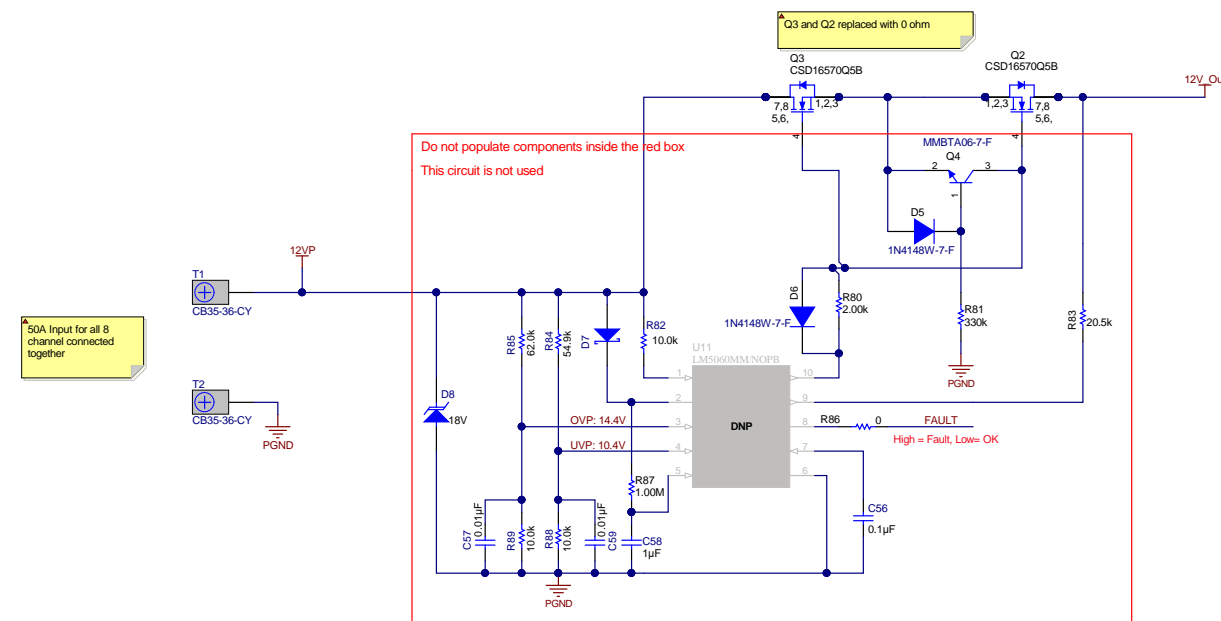 Q3 and Q2 replaced with 0 ohm
Q3
CSD16570Q5B
Q2
CSD16570Q5B
12V_Ou
7,8
5,6,
1,2,3
4
1,2,3
7,8
5,6,
4
Do not populate components inside the red box
This circuit is not used
MMBTA06-7-F
Q4
2
3
1
D5
1N4148W-7-F
12VP
T1
CB35-36-CY
50A Input for all 8
channel connected
together
T2
CB35-36-CY
PGND
D6
1N4148W-7-F
R80
2.00k
R81
330k
PGND
R83
20.5k
R85
62.0k
R84
54.9k
D7
R82
10.0k
U11
LM5060MM/NOPB
D8
18V
OVP: 14.4V
UVP: 10.4V
1
2
3
4
5
DNP
10
9
8
7
6
R86
0
FAULT
High = Fault, Low= OK
R87
1.00M
C57
0.01µF
R89
10.0k
R88
10.0k
C59
0.01µF
C58
1µF
C56
0.1µF
PGND